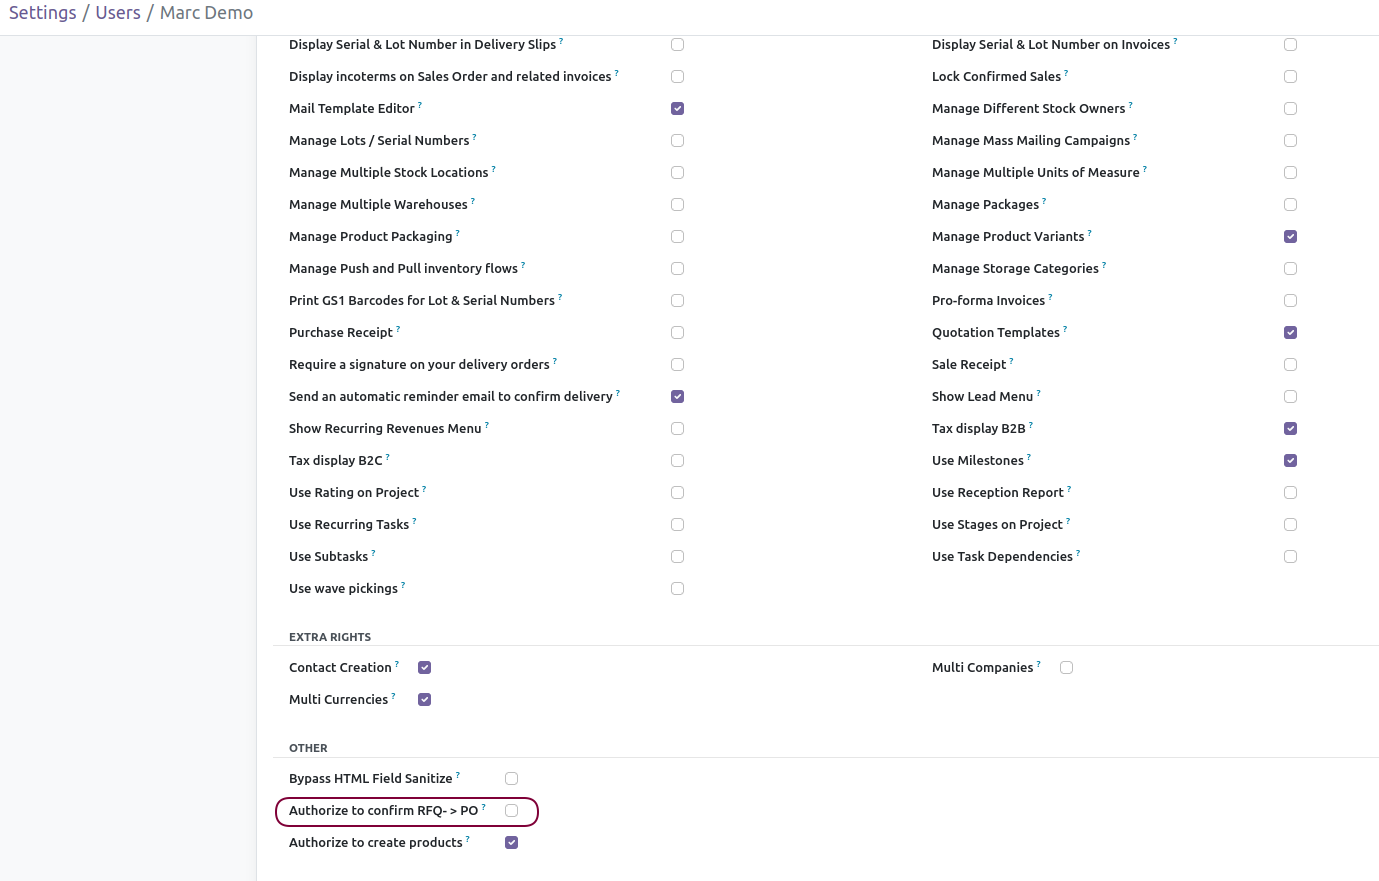 Settings / Users / Marc Demo
Display Serial & Lot Number in Delivery Slips ?
Display Serial & Lot Number on Invoices ?
Display incoterms on Sales Order and related invoices ?
Lock Confirmed Sales ?
Mail Template Editor ?
Manage Different Stock Owners ?
Manage Lots / Serial Numbers ?
Manage Mass Mailing Campaigns ?
Manage Multiple Stock Locations ?
Manage Multiple Units of Measure ?
Manage Multiple Warehouses ?
Manage Packages ?
Manage Product Packaging ?
Manage Product Variants ?
Manage Push and Pull inventory flows ?
Manage Storage Categories ?
Print GS1 Barcodes for Lot & Serial Numbers ?
Pro-forma Invoices ?
Purchase Receipt ?
Quotation Templates ?
Require a signature on your delivery orders ?
Sale Receipt ?
Send an automatic reminder email to confirm delivery ?
Show Lead Menu ?
Show Recurring Revenues Menu ?
Tax display B2B ?
Tax display B2C ?
Use Milestones ?
Use Rating on Project ?
Use Reception Report ?
Use Recurring Tasks ?
Use Stages on Project ?
Use Subtasks ?
Use Task Dependencies ?
Use wave pickings ?
EXTRA RIGHTS
Contact Creation ?
Multi Companies ?
Multi Currencies ?
OTHER
Bypass HTML Field Sanitize ?
Authorize to confirm RFQ- > PO ?
Authorize to create products ?